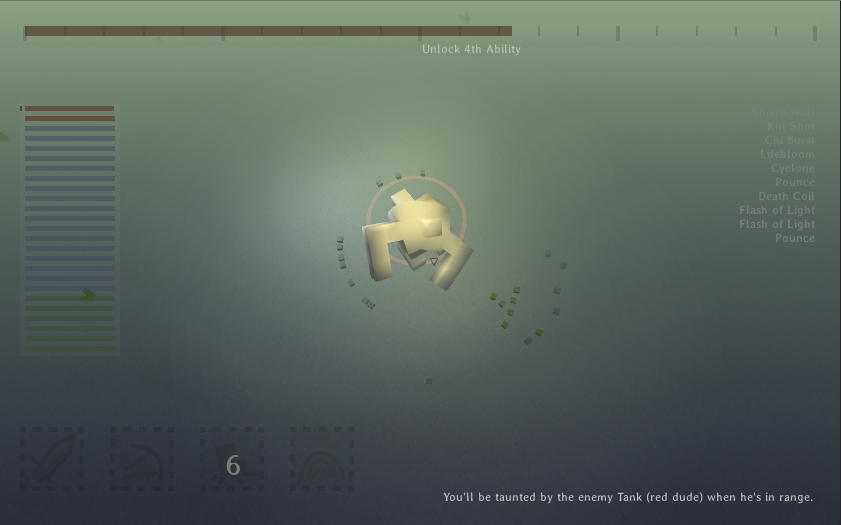 Unlock 4th Ability
Shield Wall
Kill Shot
Chi Burst
Lifebloom
Cyclone
Pounce
Death Coil
Flash of Light
Flash of Light
Pounce
6
You'll be taunted by the enemy Tank (red dude) when he's in range.